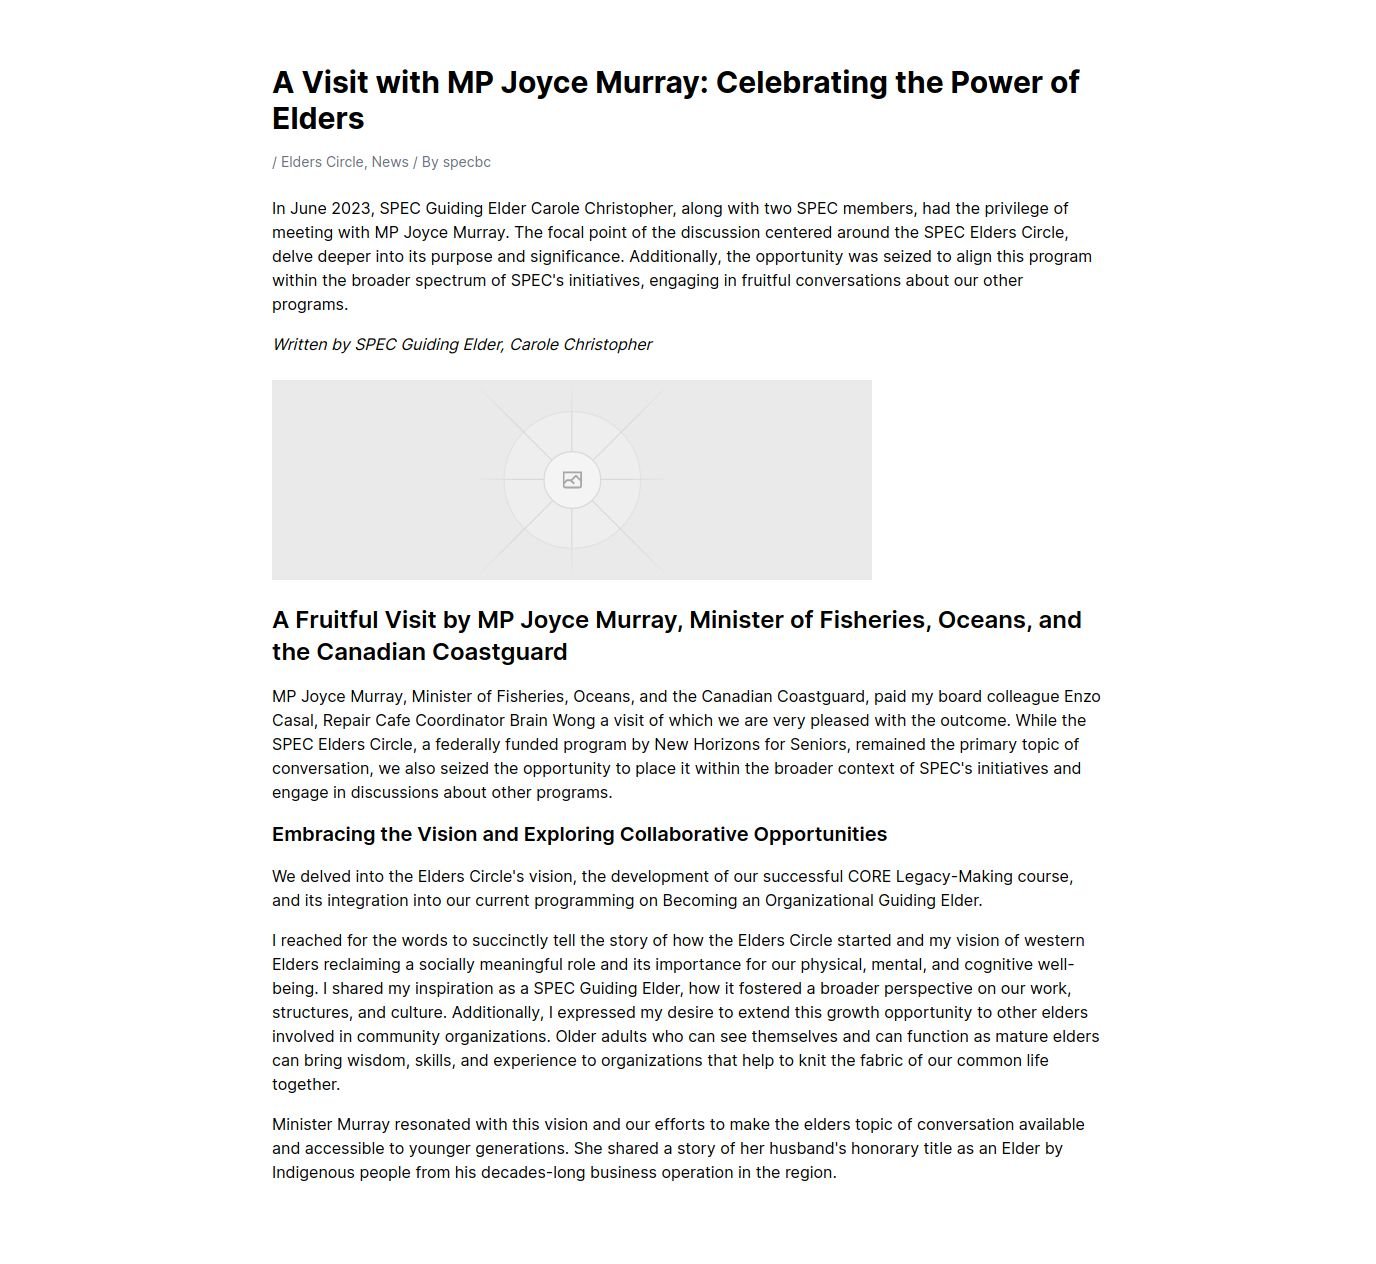 A Visit with MP Joyce Murray: Celebrating the Power of
Elders
/ Elders Circle, News / By specbc
In June 2023, SPEC Guiding Elder Carole Christopher, along with two SPEC members, had the privilege of
meeting with MP Joyce Murray. The focal point of the discussion centered around the SPEC Elders Circle,
delve deeper into its purpose and significance. Additionally, the opportunity was seized to align this program
within the broader spectrum of SPEC's initiatives, engaging in fruitful conversations about our other
programs.
Written by SPEC Guiding Elder, Carole Christopher
A Fruitful Visit by MP Joyce Murray, Minister of Fisheries, Oceans, and
the Canadian Coastguard
MP Joyce Murray, Minister of Fisheries, Oceans, and the Canadian Coastguard, paid my board colleague Enzo
Casal, Repair Cafe Coordinator Brain Wong a visit of which we are very pleased with the outcome. While the
SPEC Elders Circle, a federally funded program by New Horizons for Seniors, remained the primary topic of
conversation, we also seized the opportunity to place it within the broader context of SPEC's initiatives and
engage in discussions about other programs.
Embracing the Vision and Exploring Collaborative Opportunities
We delved into the Elders Circle's vision, the development of our successful CORE Legacy-Making course,
and its integration into our current programming on Becoming an Organizational Guiding Elder.
I reached for the words to succinctly tell the story of how the Elders Circle started and my vision of western
Elders reclaiming a socially meaningful role and its importance for our physical, mental, and cognitive well-
being. I shared my inspiration as a SPEC Guiding Elder, how it fostered a broader perspective on our work,
structures, and culture. Additionally, I expressed my desire to extend this growth opportunity to other elders
involved in community organizations. Older adults who can see themselves and can function as mature elders
can bring wisdom, skills, and experience to organizations that help to knit the fabric of our common life
together.
Minister Murray resonated with this vision and our efforts to make the elders topic of conversation available
and accessible to younger generations. She shared a story of her husband's honorary title as an Elder by
Indigenous people from his decades-long business operation in the region.